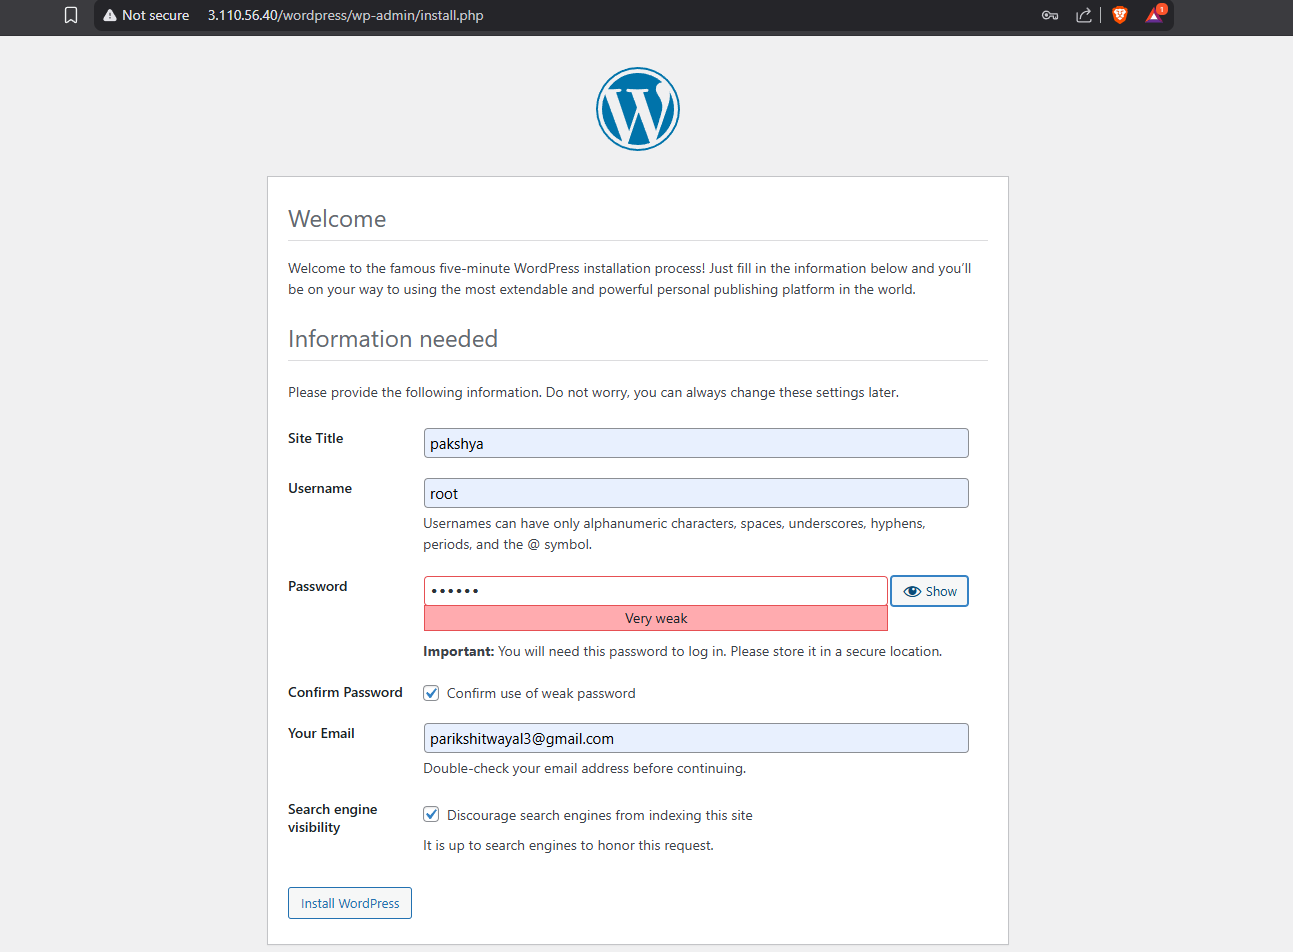 Not secure 3.110.56.40/wordpress/wp-admin/install.php 1
Welcome
Welcome to the famous five-minute WordPress installation process! Just fill in the information below and you’ll
be on your way to using the most extendable and powerful personal publishing platform in the world.
Information needed
Please provide the following information. Do not worry, you can always change these settings later.
Site Title pakshya
Username root
Usernames can have only alphanumeric characters, spaces, underscores, hyphens,
periods, and the @ symbol.
Password •••••• Show
Very weak
Important: You will need this password to log in. Please store it in a secure location.
Confirm Password Confirm use of weak password
Your Email parikshitwayal3@gmail.com
Double-check your email address before continuing.
Search engine
visibility
Discourage search engines from indexing this site
It is up to search engines to honor this request.
Install WordPress